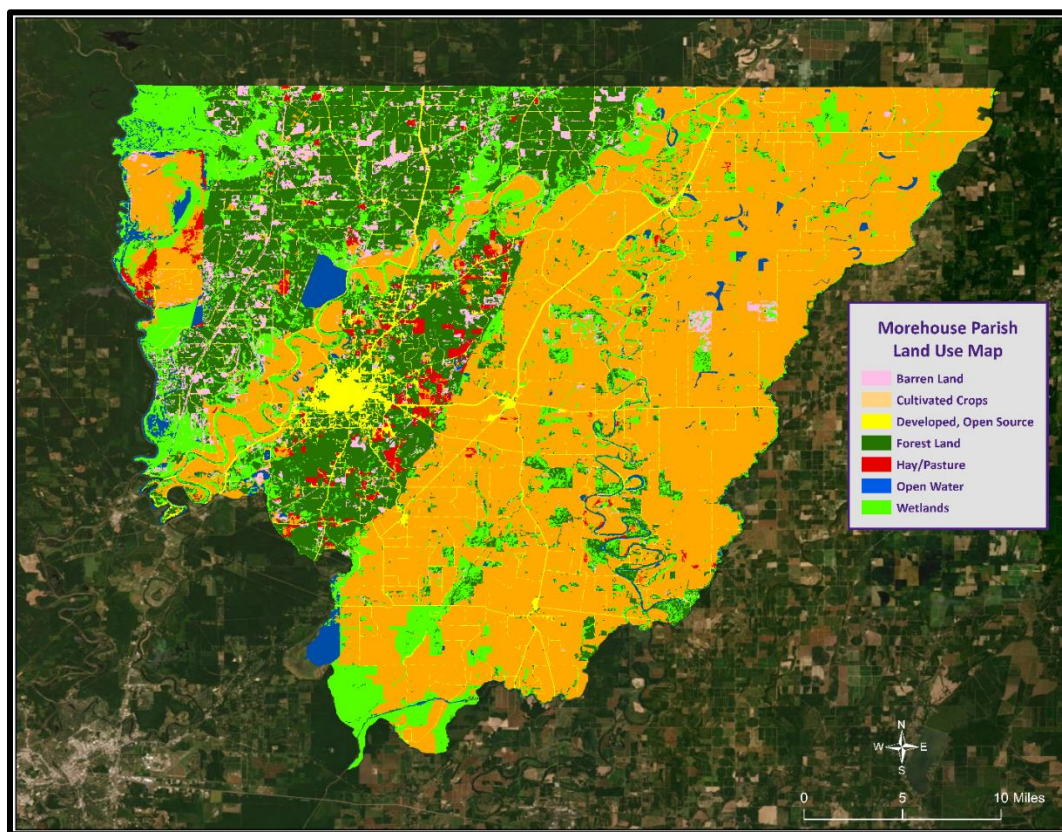 Morehouse Parish
Land Use Map
Barren Land
Cultivated Crops
Developed, Open Source
Forest Land
Hay/Pasture
Open Water
Wetlands
N
W E
S
0 5 10 Miles